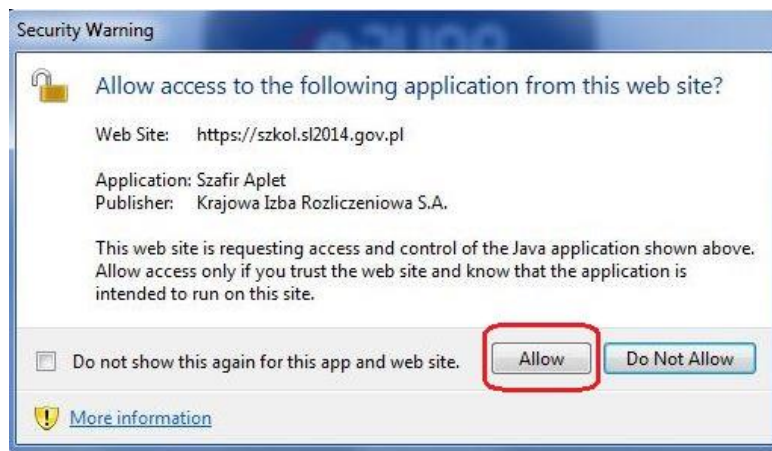 Security Warning
Allow access to the following application from this web site?
Web Site: https://szkol.sl2014.gov.pl
Application: Szafir Aplet
Publisher: Krajowa Izba Rozliczeniowa S.A.
This web site is requesting access and control of the Java application shown above.
Allow access only if you trust the web site and know that the application is
intended to run on this site.
Do not show this again for this app and web site.
Allow
Do Not Allow
More information